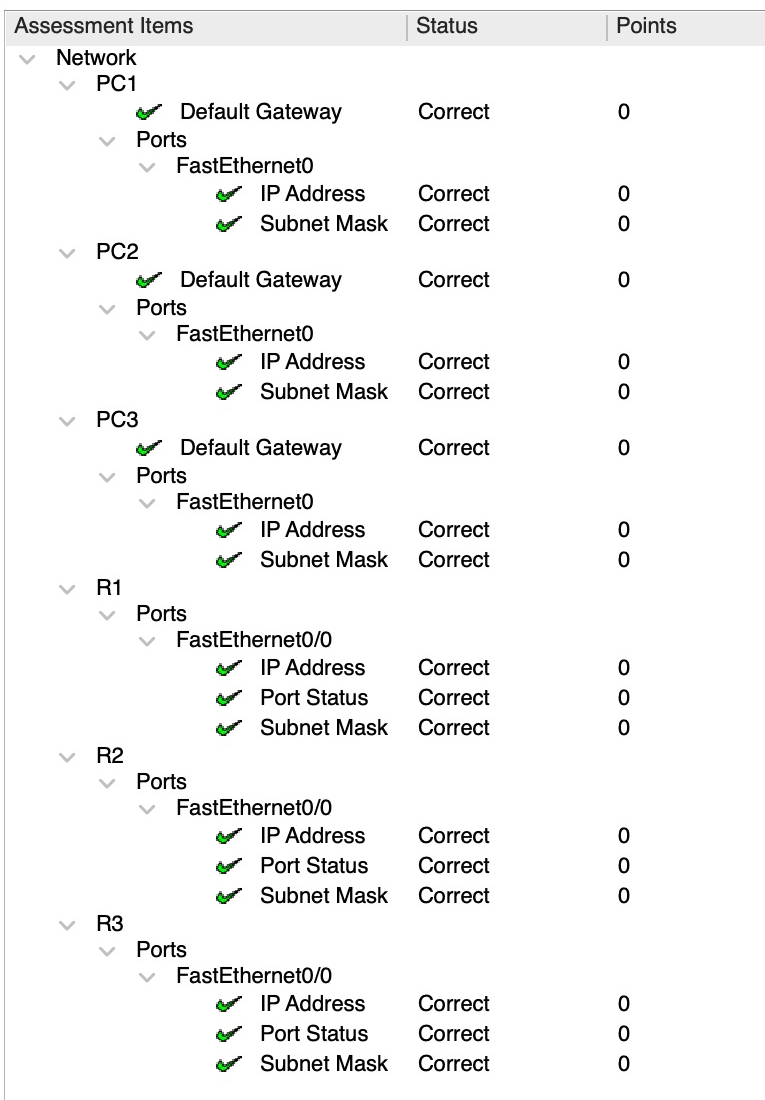 Assessment Items Status Points
Network
PC1
Default Gateway Correct 0
Ports
FastEthernet0
IP Address Correct 0
Subnet Mask Correct 0
PC2
Default Gateway Correct 0
Ports
FastEthernet0
IP Address Correct 0
Subnet Mask Correct 0
PC3
Default Gateway Correct 0
Ports
FastEthernet0
IP Address Correct 0
Subnet Mask Correct 0
R1
Ports
FastEthernet0/0
IP Address Correct 0
Port Status Correct 0
Subnet Mask Correct 0
R2
Ports
FastEthernet0/0
IP Address Correct 0
Port Status Correct 0
Subnet Mask Correct 0
R3
Ports
FastEthernet0/0
IP Address Correct 0
Port Status Correct 0
Subnet Mask Correct 0